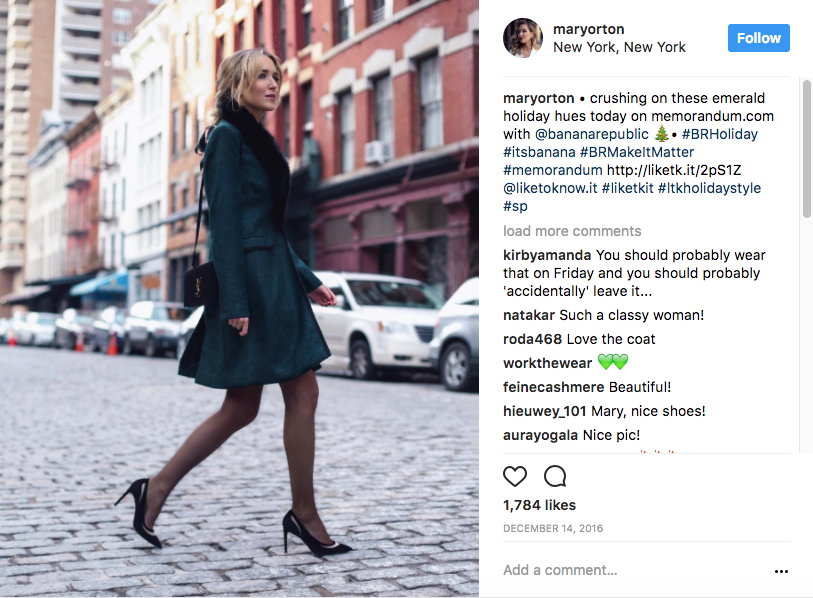 maryorton
New York, New York
Follow
maryorton • crushing on these emerald
holiday hues today on memorandum.com
with @bananarepublic 🎄• #BRHoliday
#itsbanana #BRMakeItMatter
#memorandum http://liketk.it/2pS1Z
@liketoknow.it #liketkit #ltkholidaystyle
#sp
load more comments
kirbyamanda You should probably wear
that on Friday and you should probably
'accidentally' leave it...
natakar Such a classy woman!
roda468 Love the coat
workthewear 💚💚
feinecashmere Beautiful!
hieuwey_101 Mary, nice shoes!
aurayogala Nice pic!
1,784 likes
DECEMBER 14, 2016
Add a comment...